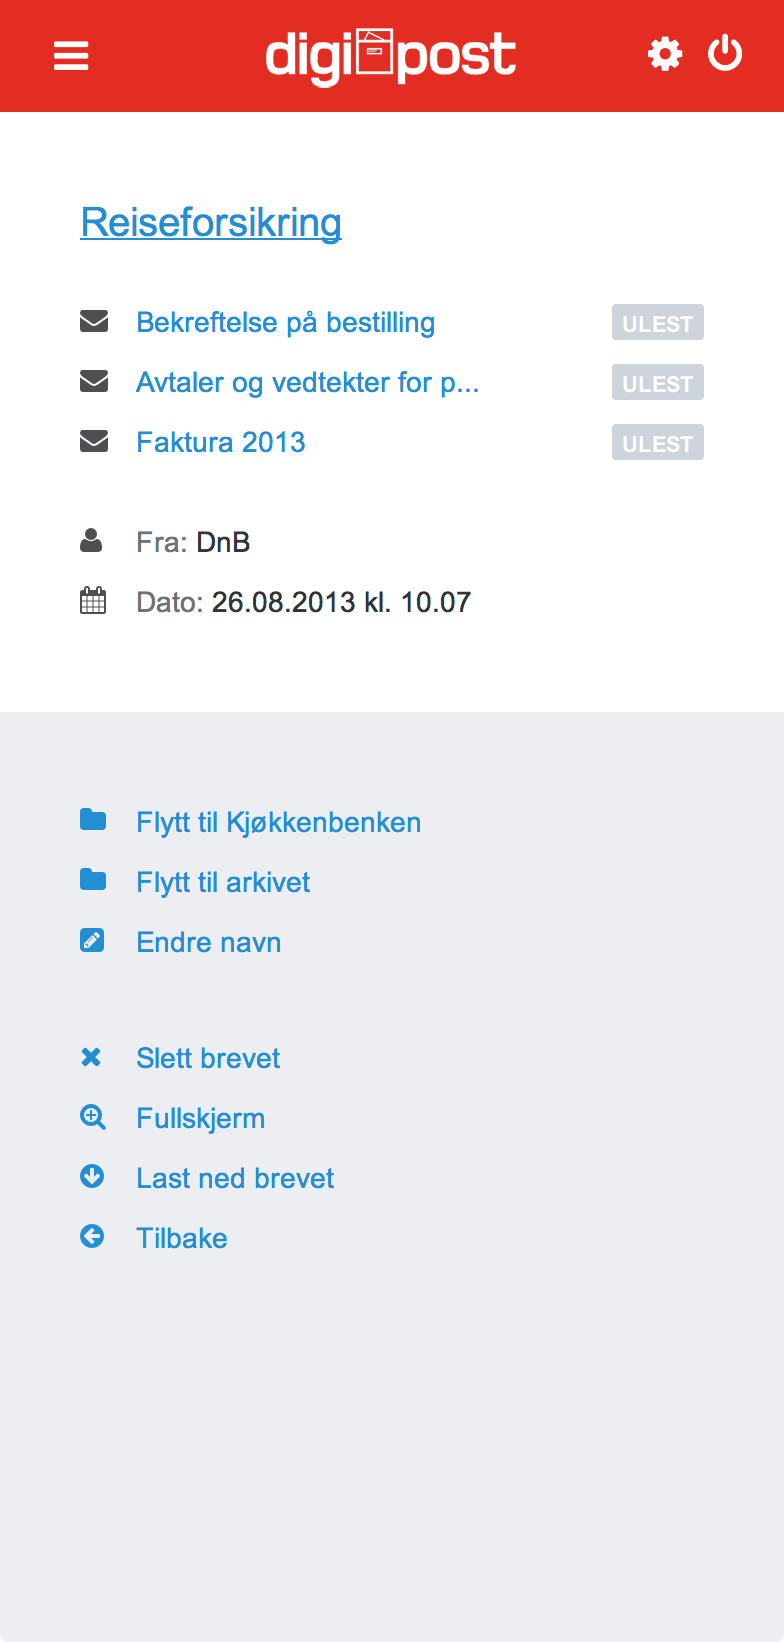 digipost
Reiseforsikring
Bekreftelse på bestilling ULEST
Avtaler og vedtekter for p... ULEST
Faktura 2013 ULEST
Fra: DnB
Dato: 26.08.2013 kl. 10.07
Flytt til Kjøkkenbenken
Flytt til arkivet
Endre navn
Slett brevet
Fullskjerm
Last ned brevet
Tilbake